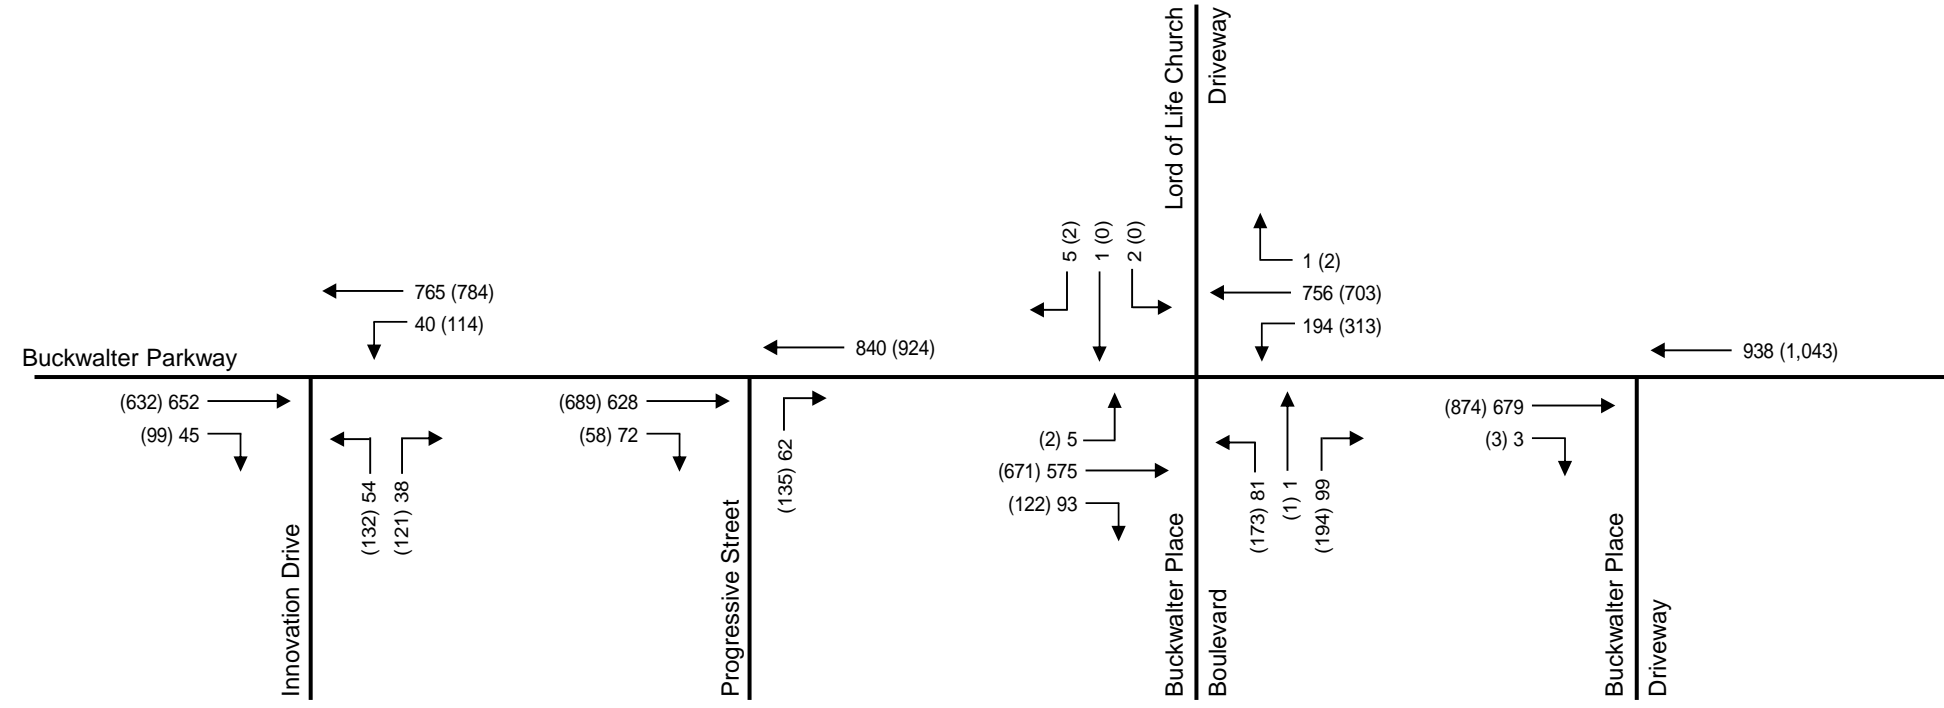 Lord of Life Church
Driveway
5 (2)
1 (0)
2 (0)
1 (2)
756 (703)
194 (313)
765 (784)
40 (114)
840 (924)
938 (1,043)
Buckwalter Parkway
(632) 652
(99) 45
(132) 54
(121) 38
Innovation Drive
(689) 628
(58) 72
(135) 62
Progressive Street
(2) 5
(671) 575
(122) 93
(173) 81
(1) 1
(194) 99
Buckwalter Place
Boulevard
(874) 679
(3) 3
Buckwalter Place
Driveway